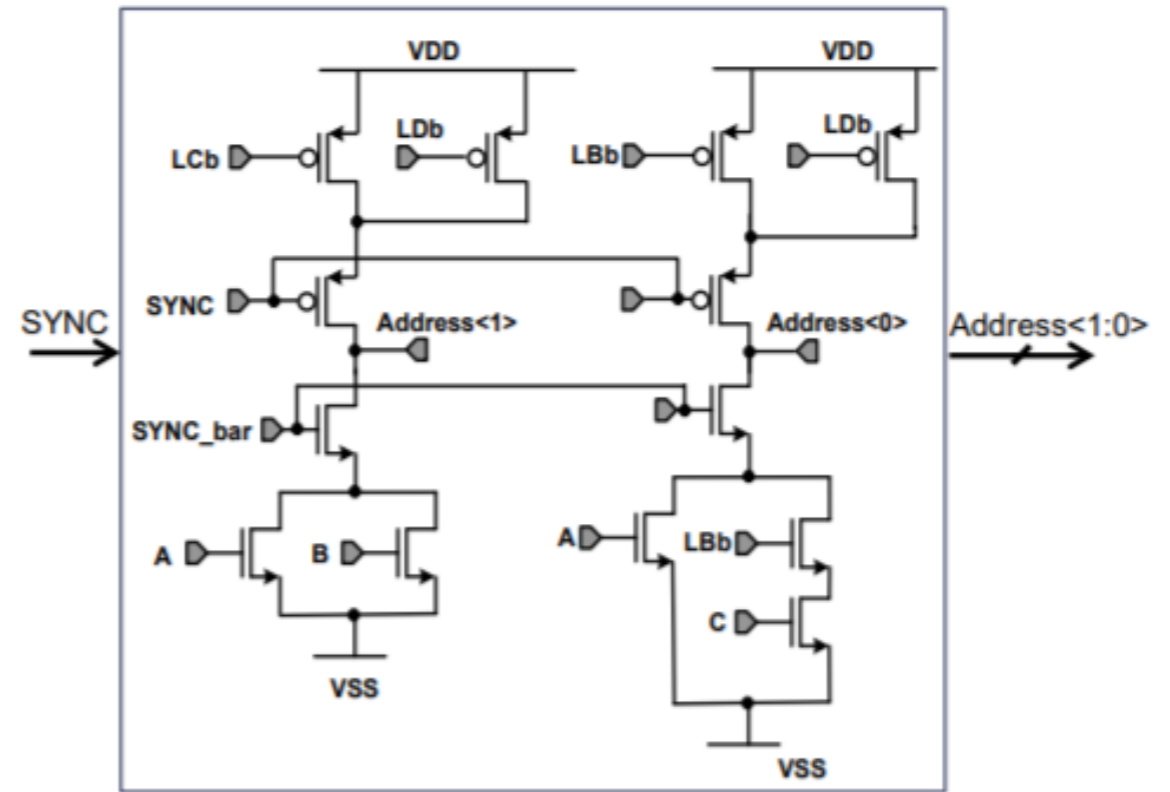 VDD
VDD
LCb
LDb
LBb
LDb
SYNC
SYNC
Address<1>
Address<0>
Address<1:0>
SYNC_bar
A
B
A
LBb
C
VSS
VSS